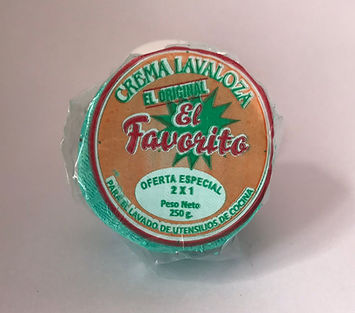 CREMA LAVALOZA
EL ORIGINAL
El
Favorito
OFERTA ESPECIAL
2 X 1
Peso Neto
250 g.
PARA EL LAVADO DE UTENSILIOS DE COCINA